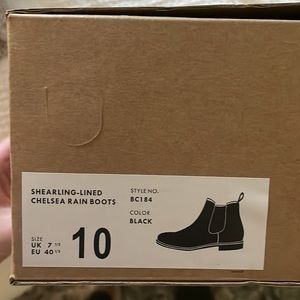 SHEARLING-LINED
CHELSEA RAIN BOOTS
STYLE NO.
BC184
COLOR
BLACK
SIZE
UK 7 1/2
EU 40 1/2
10